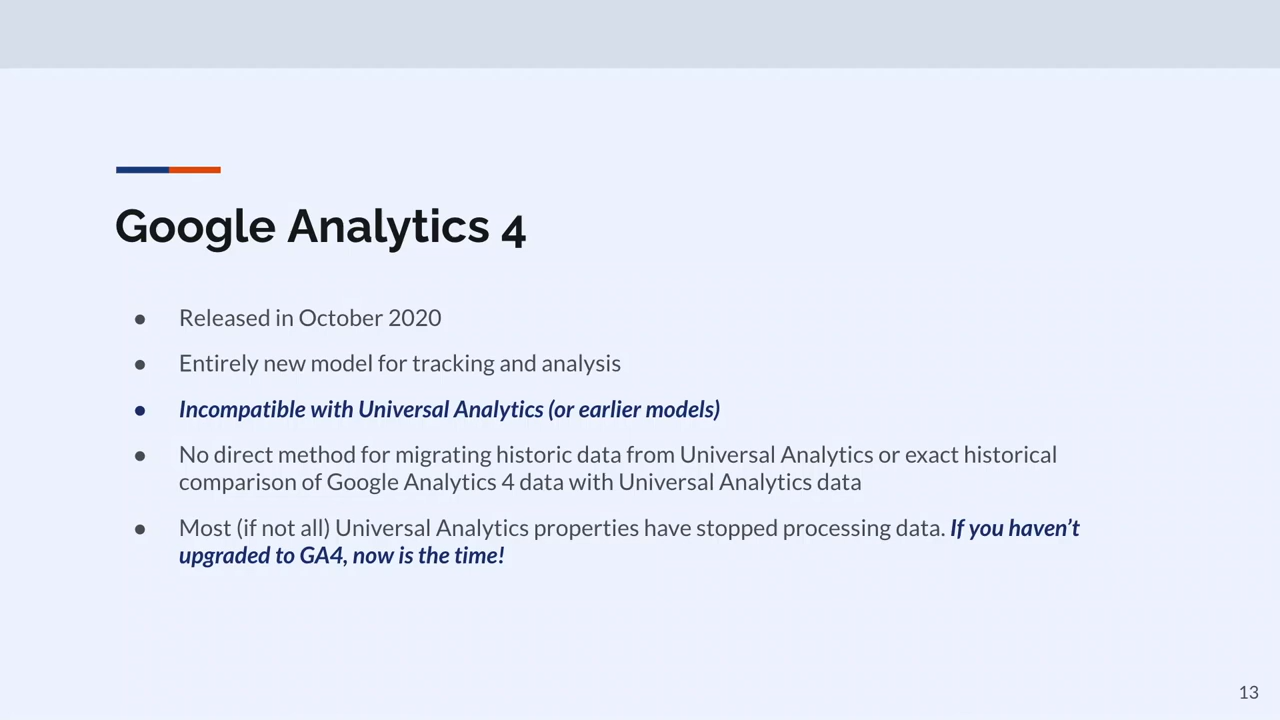 Google Analytics 4
● Released in October 2020
● Entirely new model for tracking and analysis
● Incompatible with Universal Analytics (or earlier models)
● No direct method for migrating historic data from Universal Analytics or exact historical
comparison of Google Analytics 4 data with Universal Analytics data
● Most (if not all) Universal Analytics properties have stopped processing data. If you haven’t
upgraded to GA4, now is the time!
13